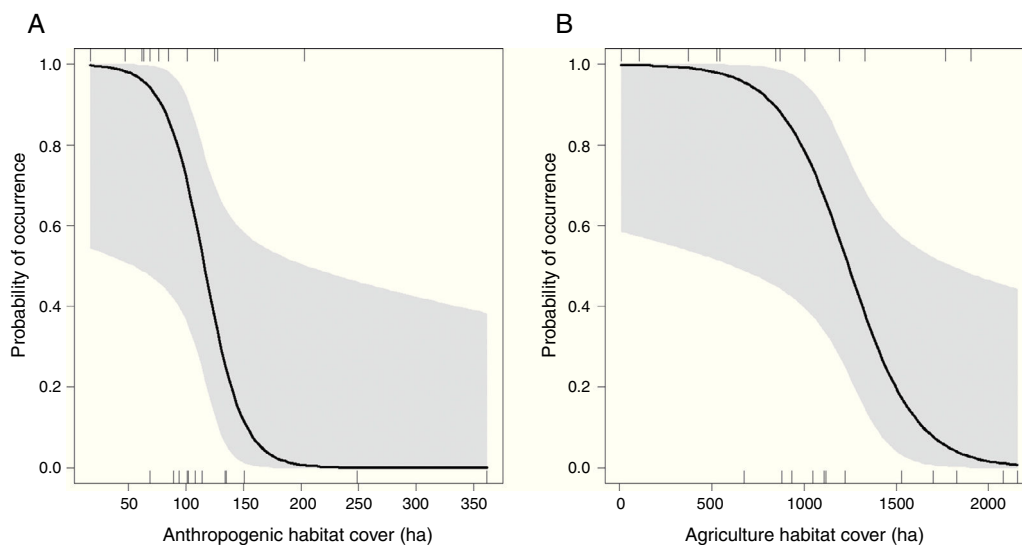 A
B
1.0
0.8
0.6
0.4
0.2
0.0
Probability of occurrence
50 100 150 200 250 300 350
Anthropogenic habitat cover (ha)
1.0
0.8
0.6
0.4
0.2
0.0
Probability of occurrence
0 500 1000 1500 2000
Agriculture habitat cover (ha)